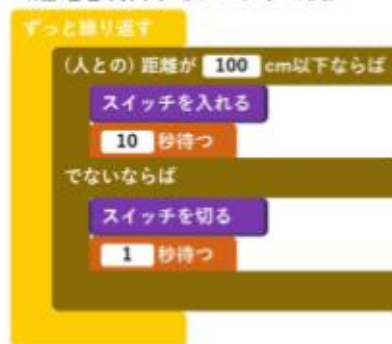 ずっと繰り返す
(人との) 距離が 100 cm以下ならば
スイッチを入れる
10 秒待つ
でないならば
スイッチを切る
1 秒待つ